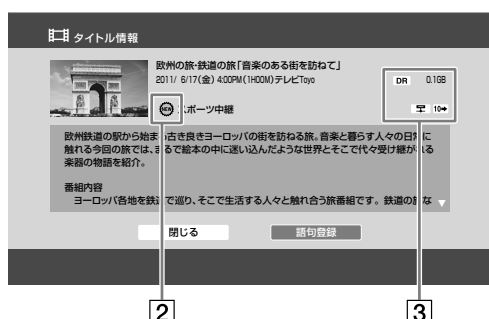 タイトル情報
欧州の旅・鉄道の旅「音楽のある街を訪ねて」
2011/ 6/17(金) 4:00PM(1H00M)テレビToyo
DR 0.1GB
NEW スポーツ中継
10
欧州鉄道の駅から始まる古き良きヨーロッパの街を訪ねる旅。音楽と暮らす人々の日常に
触れる今回の旅では、まるで絵本の中に迷い込んだような世界とそこで代々受け継がれる
楽器の物語を紹介。
番組内容
ヨーロッパ各地を鉄道で巡り、そこで生活する人々と触れ合う旅番組です。鉄道の旅な
閉じる
語句登録
2
3